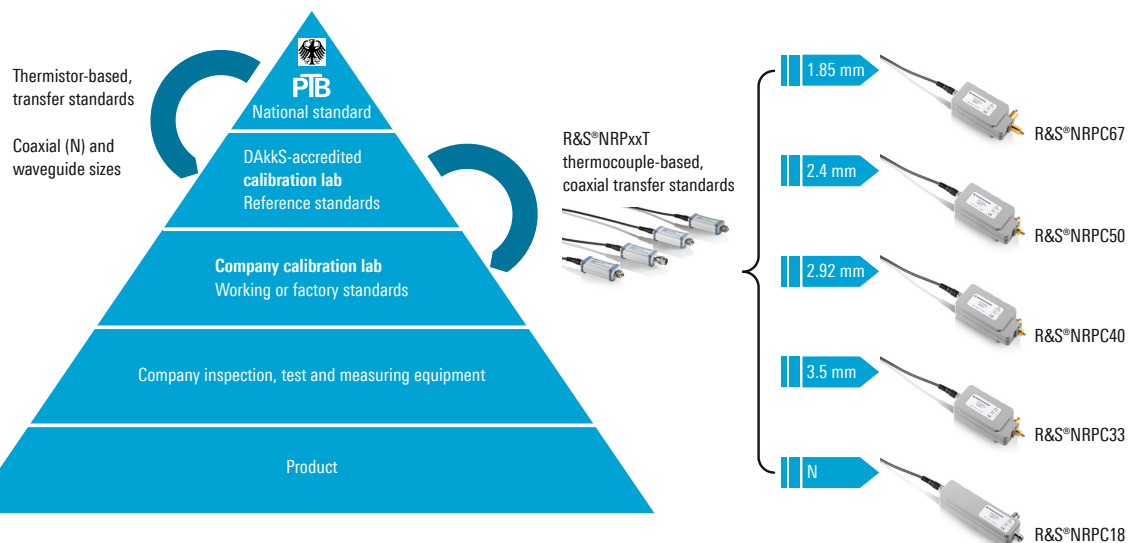 Thermistor-based,
transfer standards
Coaxial (N) and
waveguide sizes
PTB
National standard
DAkkS-accredited
calibration lab
Reference standards
Company calibration lab
Working or factory standards
Company inspection, test and measuring equipment
Product
R&S®NRPxxT
thermocouple-based,
coaxial transfer standards
1.85 mm
R&S®NRPC67
2.4 mm
R&S®NRPC50
2.92 mm
R&S®NRPC40
3.5 mm
R&S®NRPC33
N
R&S®NRPC18